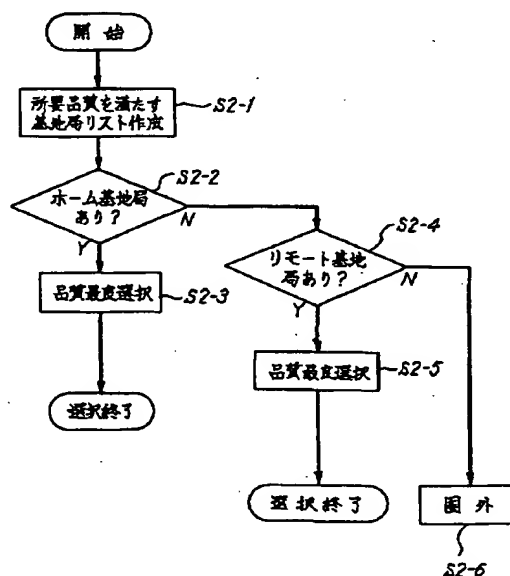 開始
所要品質を満たす
基地局リスト作成
S2-1
ホーム基地局
あり?
S2-2
Y
N
品質最良選択
S2-3
選択終了
リモート基地
局あり?
S2-4
Y
N
品質最良選択
S2-5
選択終了
圏外
S2-6